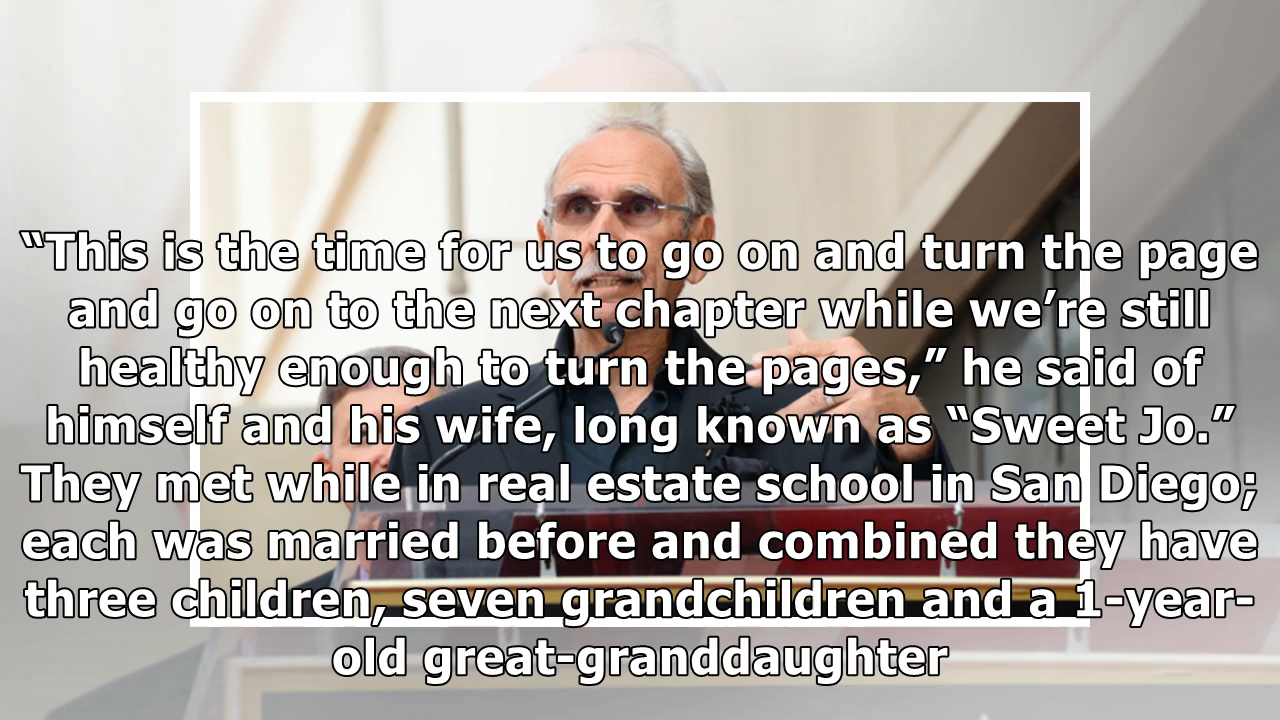 “This is the time for us to go on and turn the page
and go on to the next chapter while we’re still
healthy enough to turn the pages,” he said of
himself and his wife, long known as “Sweet Jo.”
They met while in real estate school in San Diego;
each was married before and combined they have
three children, seven grandchildren and a 1-year-
old great-granddaughter